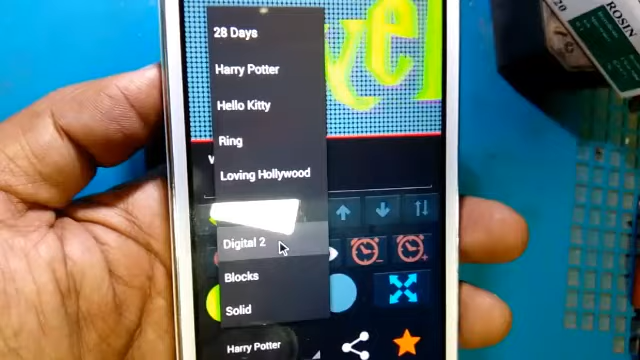 28 Days
Harry Potter
Hello Kitty
Ring
Loving Hollywood
Digital 2
Blocks
Solid
Harry Potter
ROSIN